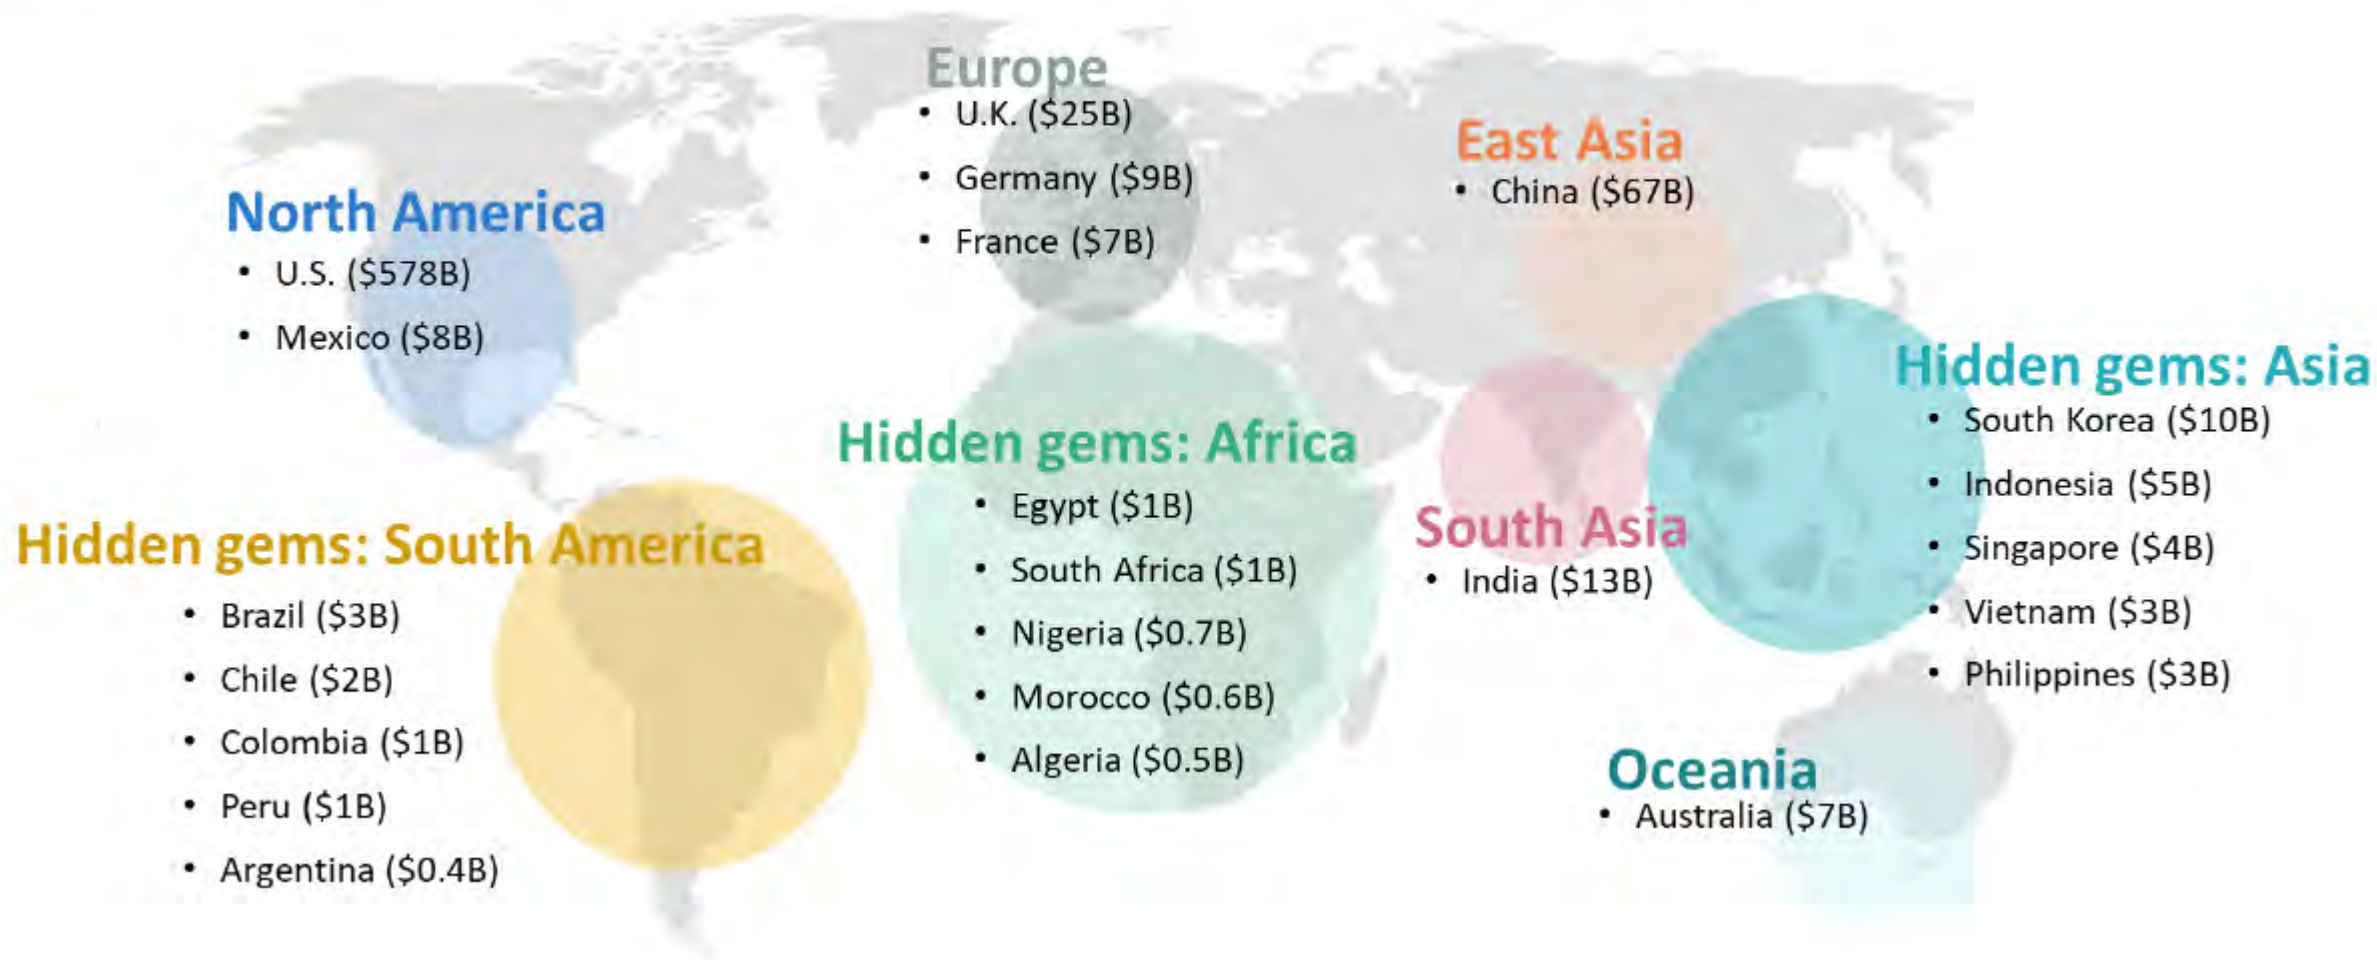 Europe
• U.K. ($25B)
• Germany ($9B)
• France ($7B)
East Asia
• China ($67B)
North America
• U.S. ($578B)
• Mexico ($8B)
Hidden gems: Asia
• South Korea ($10B)
• Indonesia ($5B)
• Singapore ($4B)
• Vietnam ($3B)
• Philippines ($3B)
Hidden gems: Africa
• Egypt ($1B)
• South Africa ($1B)
• Nigeria ($0.7B)
• Morocco ($0.6B)
• Algeria ($0.5B)
South Asia
• India ($13B)
Hidden gems: South America
• Brazil ($3B)
• Chile ($2B)
• Colombia ($1B)
• Peru ($1B)
• Argentina ($0.4B)
Oceania
• Australia ($7B)